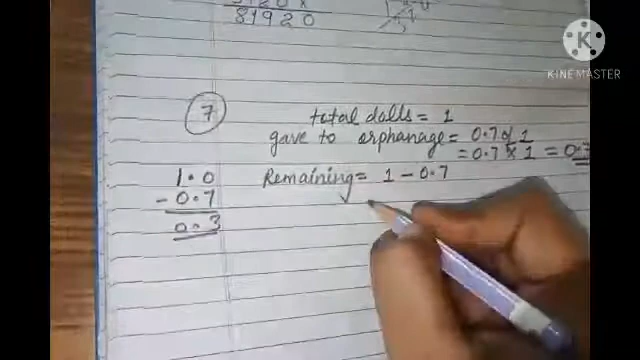 81920
KINEMASTER
7
total dolls = 1
gave to orphanage = 0.7 of 1
= 0.7 × 1 = 0.7
Remaining = 1 - 0.7
1.0
- 0.7
0.3